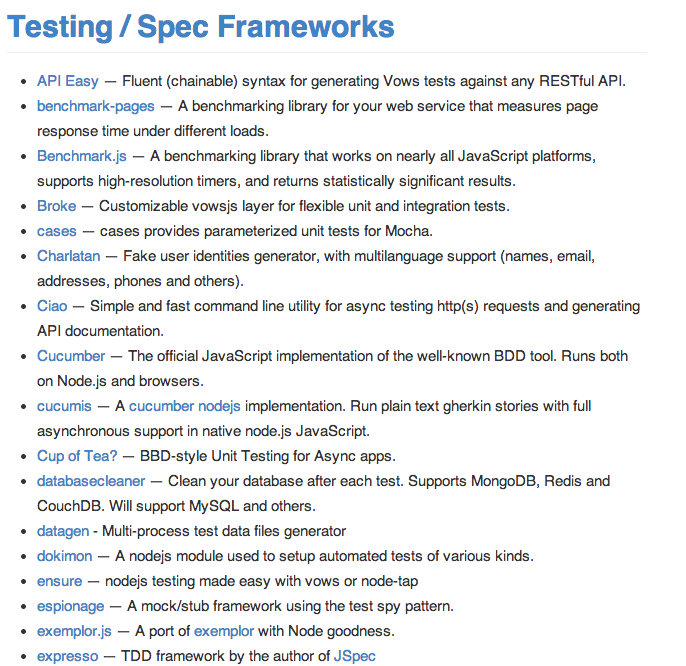 Testing / Spec Frameworks
API Easy — Fluent (chainable) syntax for generating Vows tests against any RESTful API.
benchmark-pages — A benchmarking library for your web service that measures page
response time under different loads.
Benchmark.js — A benchmarking library that works on nearly all JavaScript platforms,
supports high-resolution timers, and returns statistically significant results.
Broke — Customizable vowsjs layer for flexible unit and integration tests.
cases — cases provides parameterized unit tests for Mocha.
Charlatan — Fake user identities generator, with multilanguage support (names, email,
addresses, phones and others).
Ciao — Simple and fast command line utility for async testing http(s) requests and generating
API documentation.
Cucumber — The official JavaScript implementation of the well-known BDD tool. Runs both
on Node.js and browsers.
cucumis — A cucumber nodejs implementation. Run plain text gherkin stories with full
asynchronous support in native node.js JavaScript.
Cup of Tea? — BBD-style Unit Testing for Async apps.
databasecleaner — Clean your database after each test. Supports MongoDB, Redis and
CouchDB. Will support MySQL and others.
datagen - Multi-process test data files generator
dokimon — A nodejs module used to setup automated tests of various kinds.
ensure — nodejs testing made easy with vows or node-tap
espionage — A mock/stub framework using the test spy pattern.
exemplor.js — A port of exemplor with Node goodness.
expresso — TDD framework by the author of JSpec